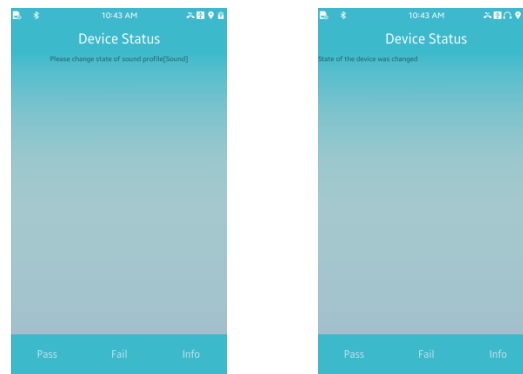 10:43 AM
Device Status
Please change state of sound profile[Sound]
Pass Fail Info
10:43 AM
Device Status
State of the device was changed
Pass Fail Info